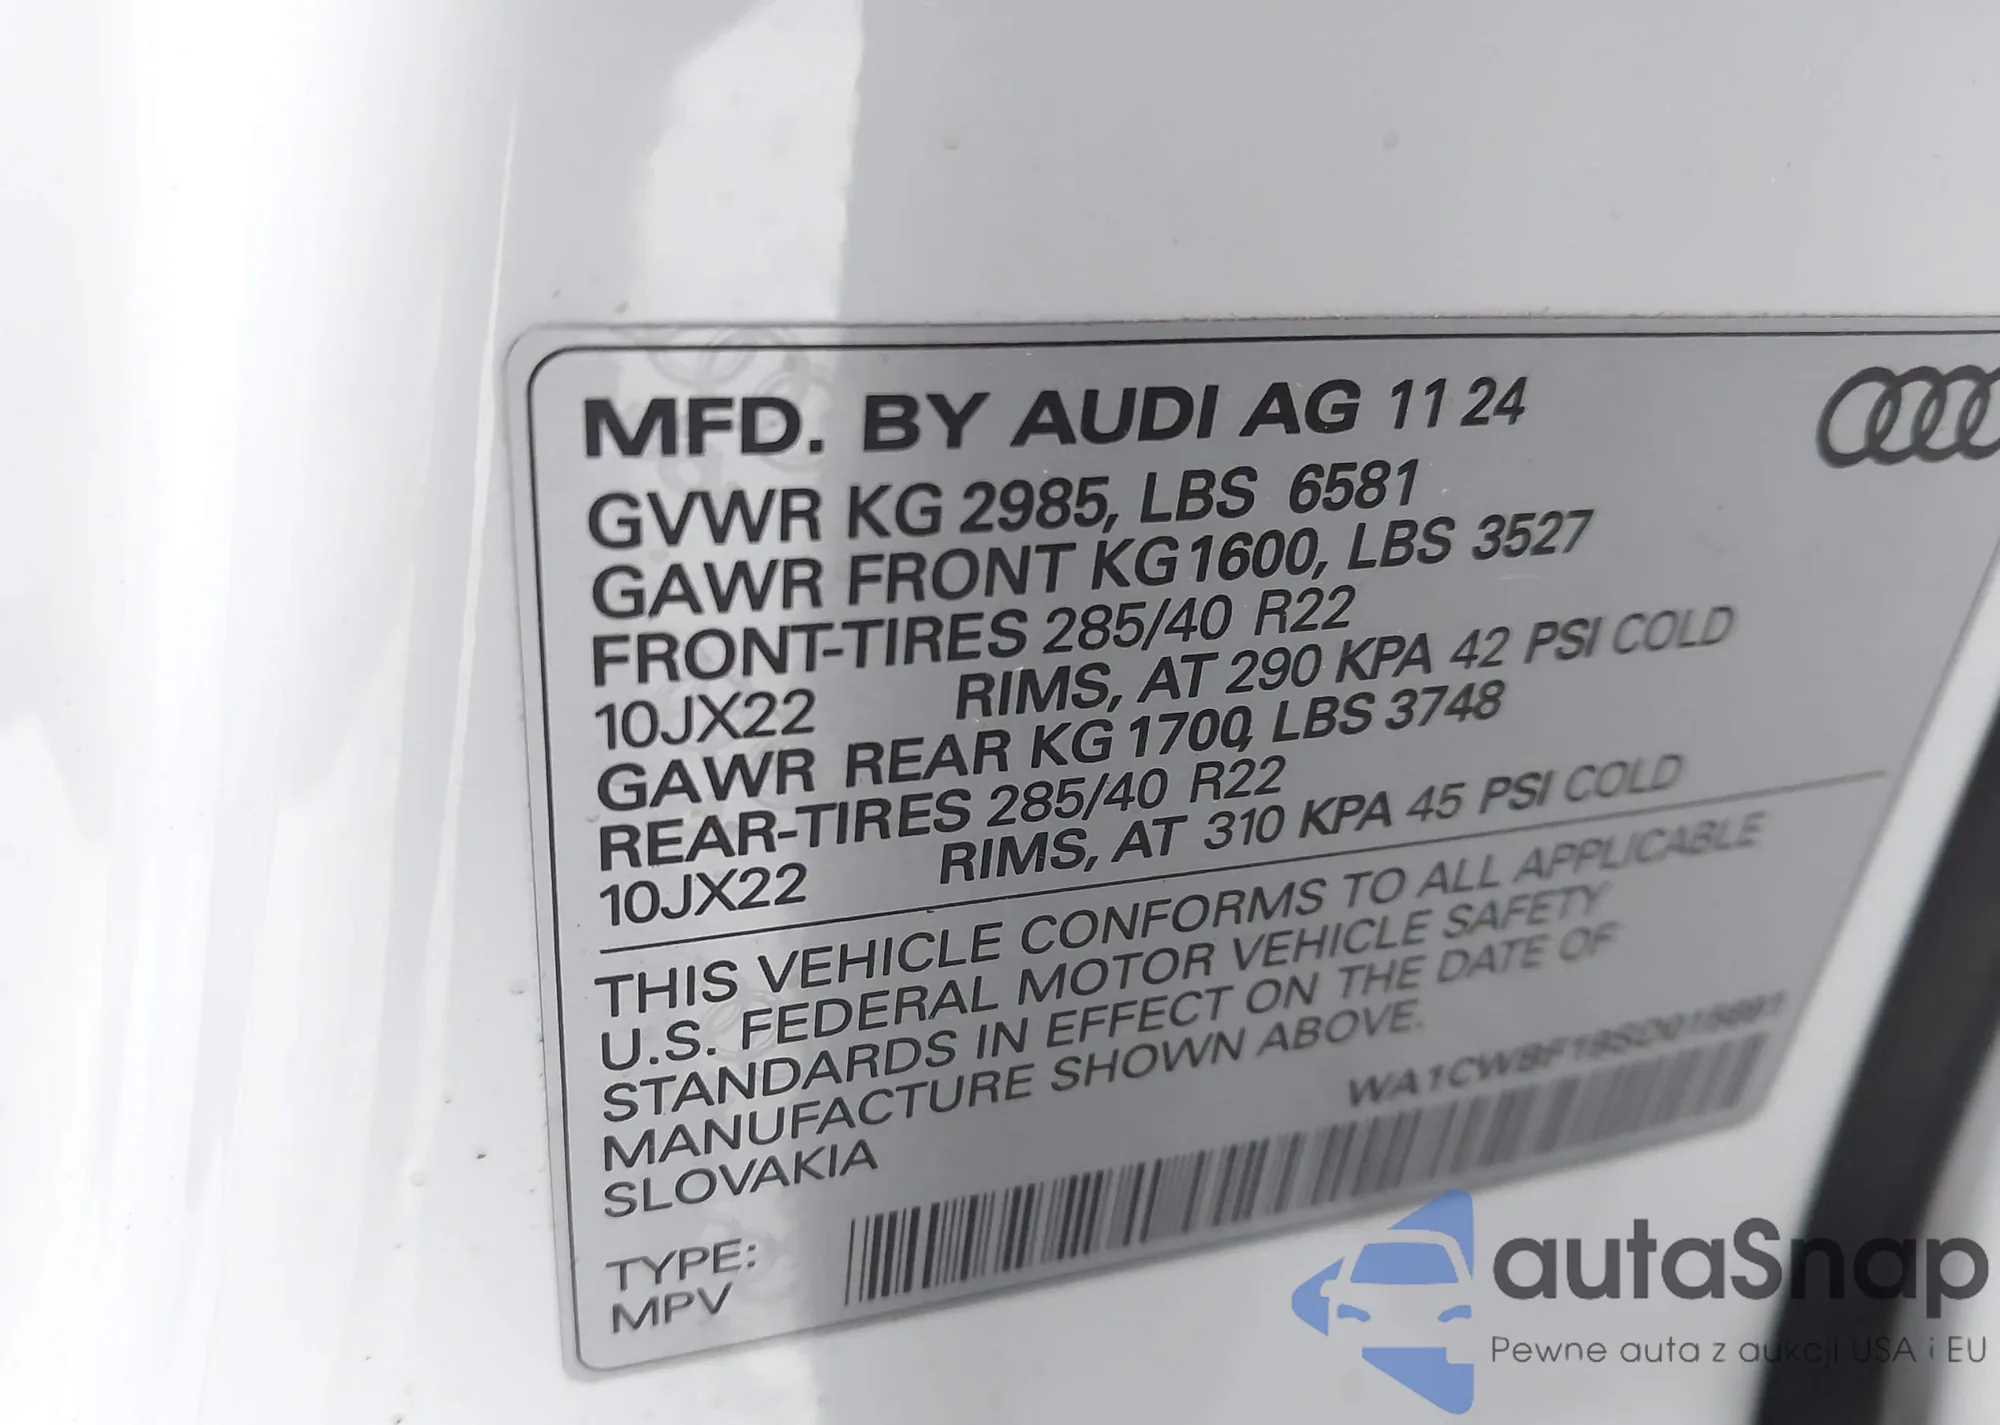 MFD. BY AUDI AG 11 24
GVWR KG 2985, LBS 6581
GAWR FRONT KG 1600, LBS 3527
FRONT-TIRES 285/40 R22
10JX22 RIMS, AT 290 KPA 42 PSI COLD
GAWR REAR KG 1700, LBS 3748
REAR-TIRES 285/40 R22
10JX22 RIMS, AT 310 KPA 45 PSI COLD
THIS VEHICLE CONFORMS TO ALL APPLICABLE
U.S. FEDERAL MOTOR VEHICLE SAFETY
STANDARDS IN EFFECT ON THE DATE OF
MANUFACTURE SHOWN ABOVE.
SLOVAKIA
TYPE:
MPV
autaSnap
Pewne auta z aukcji USA i EU